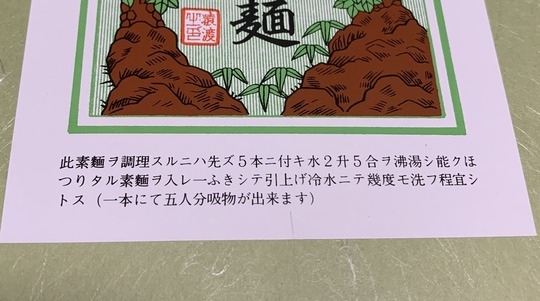 麺
此素麺ヲ調理スルニハ先ズ5本ニ付キ水2升5合ヲ沸湯シ能クほ
つりタル素麺ヲ入レ一ふきシテ引上げ冷水ニテ幾度モ洗フ程宜シ
トス（一本にて五人分吸物が出来ます）